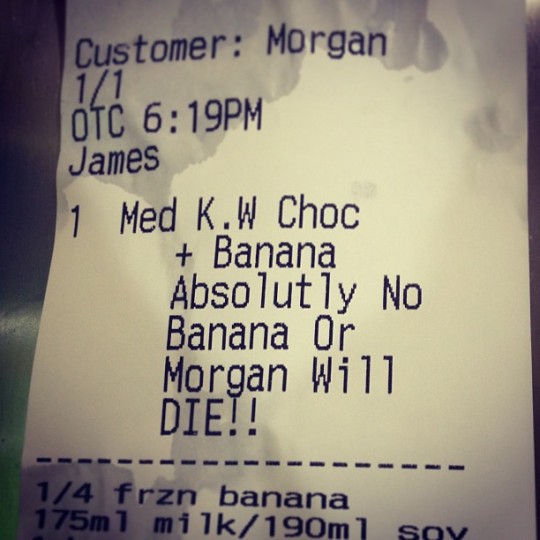 Customer: Morgan
1/1
OTC 6:19PM
James
1 Med K.W Choc
+ Banana
Absolutly No
Banana Or
Morgan Will
DIE!!
--------------------
1/4 frzn banana
175ml milk/190ml soy